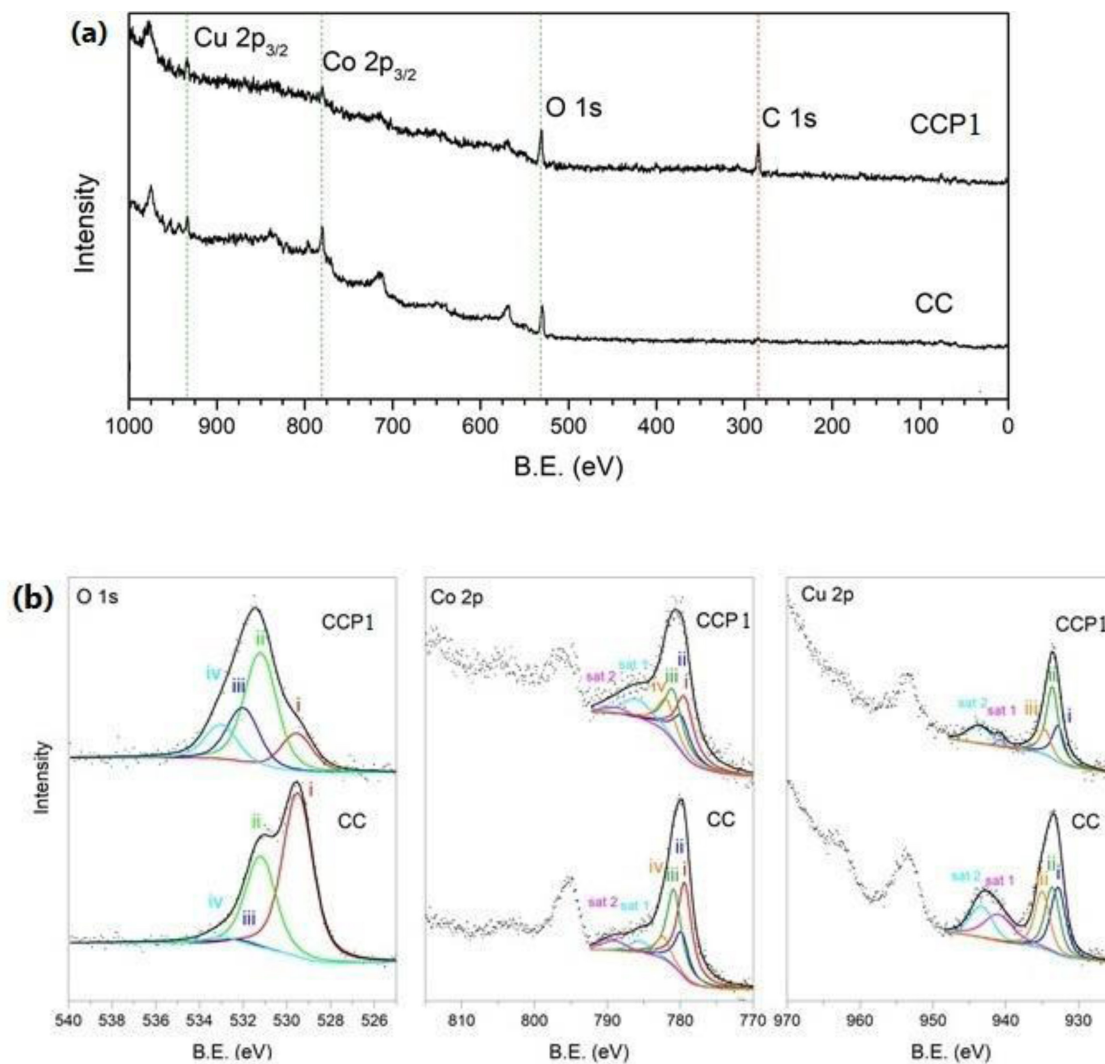 (a)
Cu 2p3/2
Co 2p3/2
O 1s
C 1s
CCP1
CC
Intensity
1000 900 800 700 600 500 400 300 200 100 0
B.E. (eV)
(b)
O 1s
CCP1
ii
iv
iii
i
CC
i
ii
iv
iii
Intensity
540 538 536 534 532 530 528 526
B.E. (eV)
Co 2p
CCP1
sat 2
sat 1
iv
iii
ii
i
CC
sat 2
sat 1
iv
iii
ii
i
810 800 790 780 770
B.E. (eV)
Cu 2p
CCP1
sat 2
sat 1
iii
ii
i
CC
sat 2
sat 1
ii
i
970 960 950 940 930
B.E. (eV)